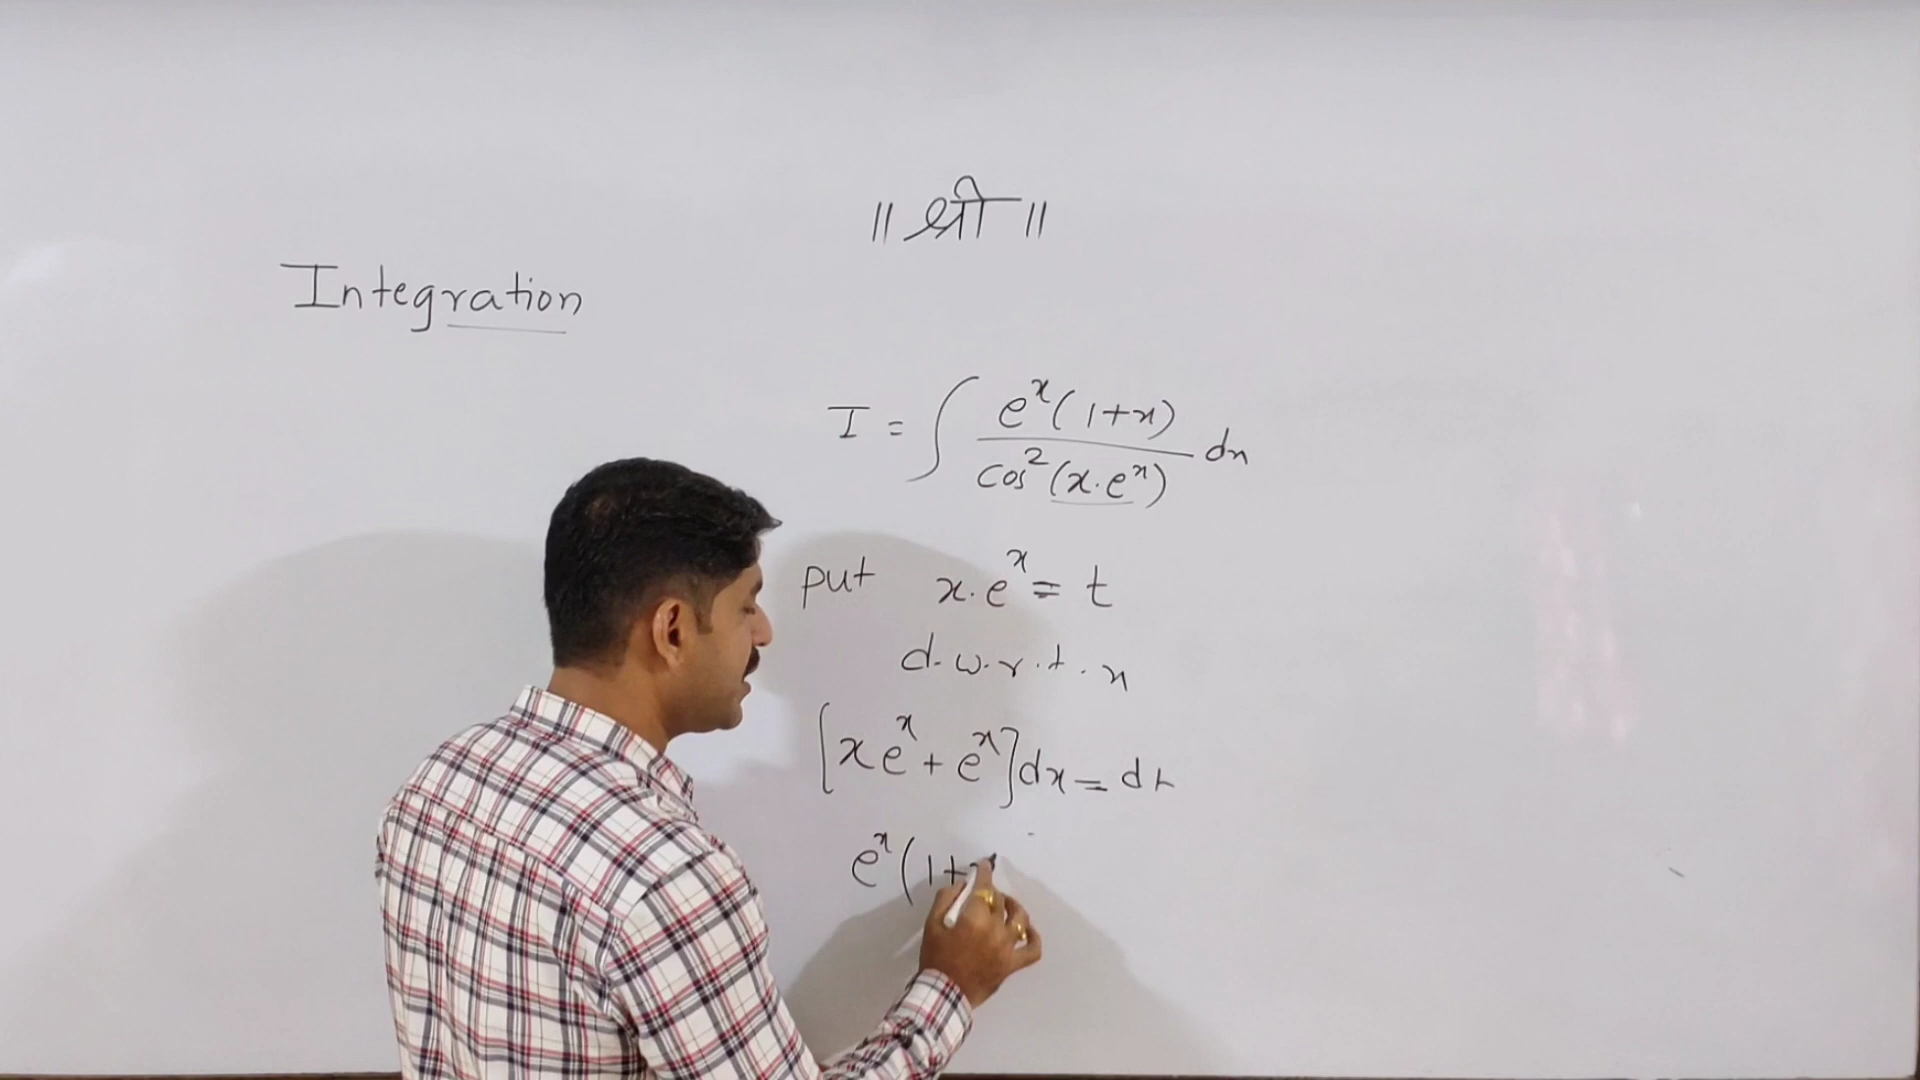 ॥ श्री ॥
Integration
I = ∫ e^x(1+x) / cos²(x·e^x) dx
put x·e^x = t
d.w.r.t.x
[xe^x + e^x]dx = dt
e^x(1+x